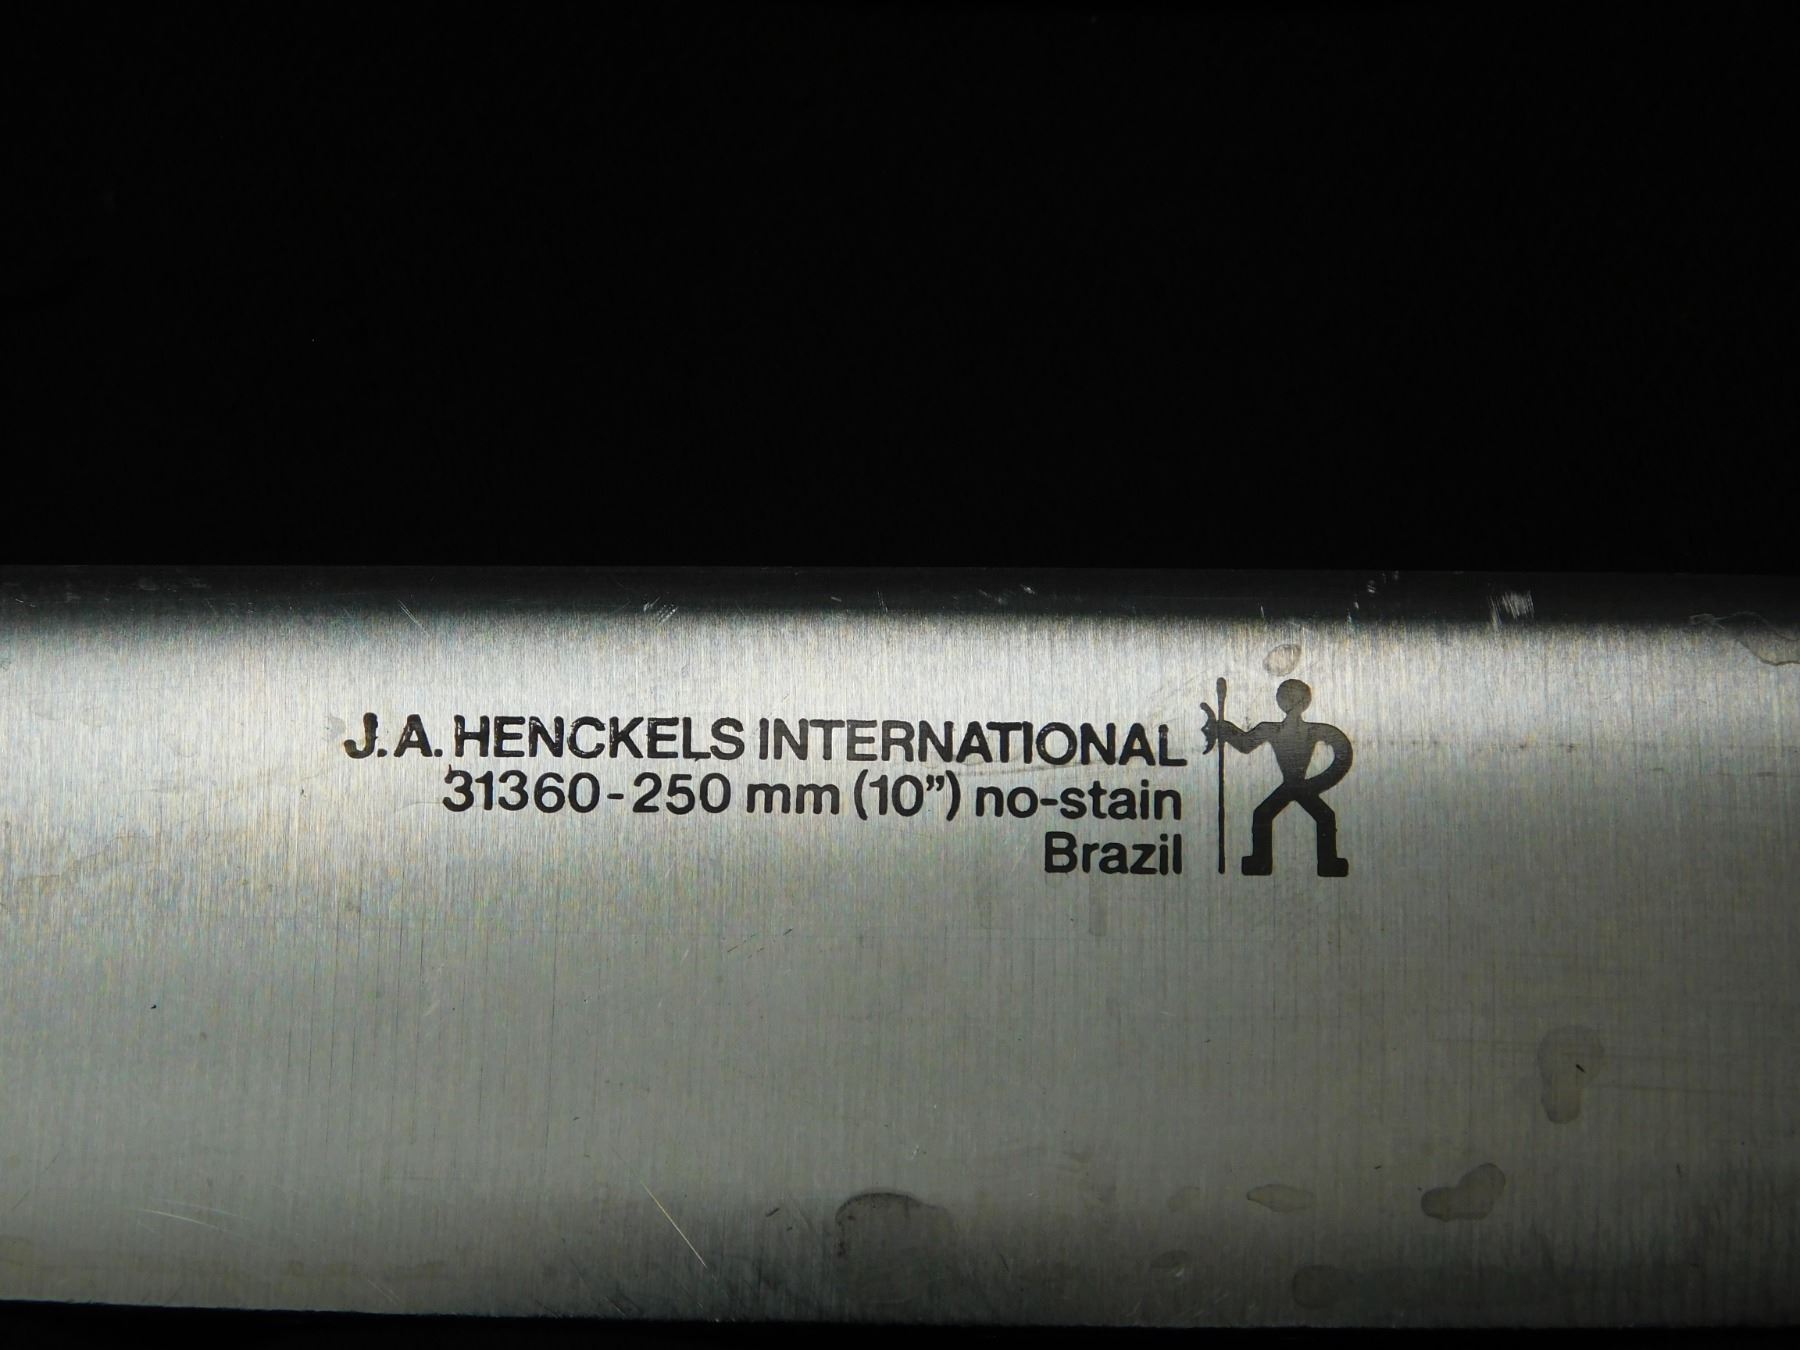 J.A. HENCKELS INTERNATIONAL
31360-250 mm (10”) no-stain
Brazil